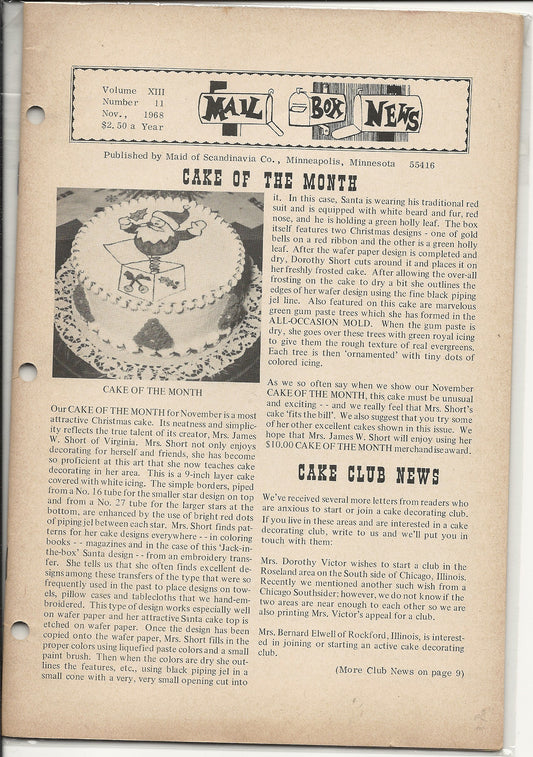 Volume XIII
Number 11
Nov., 1968
$2.50 a Year
MAIL BOX NEWS
Published by Maid of Scandinavia Co., Minneapolis, Minnesota 55416
CAKE OF THE MONTH
CAKE OF THE MONTH
Our CAKE OF THE MONTH for November is a most
attractive Christmas cake. Its neatness and simplic-
ity reflects the true talent of its creator, Mrs. James
W. Short of Virginia. Mrs. Short not only enjoys
decorating for herself and friends, she has become
so proficient at this art that she now teaches cake
decorating in her area. This is a 9-inch layer cake
covered with white icing. The simple borders, piped
from a No. 16 tube for the smaller star design on top
and from a No. 27 tube for the larger stars at the
bottom, are enhanced by the use of bright red dots
of piping jel between each star. Mrs. Short finds pat-
terns for her cake designs everywhere - - in coloring
books - - magazines and in the case of this 'Jack-in-
the-box' Santa design - - from an embroidery trans-
fer. She tells us that she often finds excellent de-
signs among these transfers of the type that were so
frequently used in the past to place designs on tow-
els, pillow cases and tablecloths that we hand-em-
broidered. This type of design works especially well
on wafer paper and her attractive Santa cake top is
etched on wafer paper. Once the design has been
copied onto the wafer paper, Mrs. Short fills in the
proper colors using liquefied paste colors and a small
paint brush. Then when the colors are dry she out-
lines the features, etc., using black piping jel in a
small cone with a very, very small opening cut into
it. In this case, Santa is wearing his traditional red
suit and is equipped with white beard and fur, red
nose, and he is holding a green holly leaf. The box
itself features two Christmas designs - one of gold
bells on a red ribbon and the other is a green holly
leaf. After the wafer paper design is completed and
dry, Dorothy Short cuts around it and places it on
her freshly frosted cake. After allowing the over-all
frosting on the cake to dry a bit she outlines the
edges of her wafer design using the fine black piping
jel line. Also featured on this cake are marvelous
green gum paste trees which she has formed in the
ALL-OCCASION MOLD. When the gum paste is
dry, she goes over these trees with green royal icing
to give them the rough texture of real evergreens.
Each tree is then 'ornamented' with tiny dots of
colored icing.
As we so often say when we show our November
CAKE OF THE MONTH, this cake must be unusual
and exciting - - and we really feel that Mrs. Short's
cake 'fits the bill'. We also suggest that you try some
of her other excellent cakes shown in this issue. We
hope that Mrs. James W. Short will enjoy using her
$10.00 CAKE OF THE MONTH merchandise award.
CAKE CLUB NEWS
We've received several more letters from readers who
are anxious to start or join a cake decorating club.
If you live in these areas and are interested in a cake
decorating club, write to us and we'll put you in
touch with them:
Mrs. Dorothy Victor wishes to start a club in the
Roseland area on the South side of Chicago, Illinois.
Recently we mentioned another such wish from a
Chicago Southsider; however, we do not know if the
two areas are near enough to each other so we are
also printing Mrs. Victor's appeal for a club.
Mrs. Bernard Elwell of Rockford, Illinois, is interest-
ed in joining or starting an active cake decorating
club.
(More Club News on page 9)